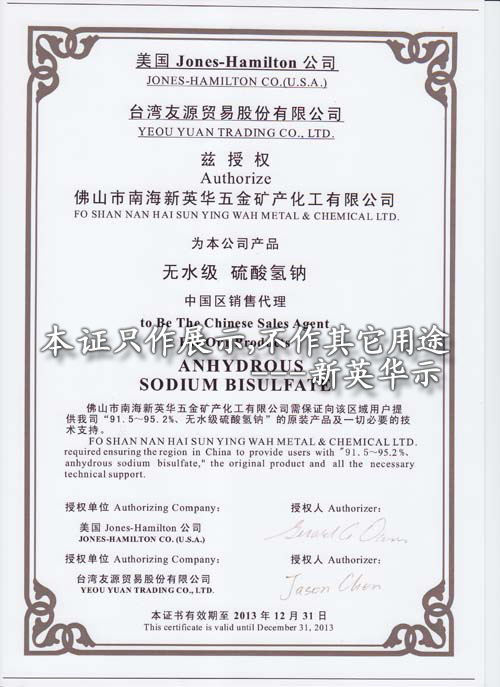 美国 Jones-Hamilton 公司
JONES-HAMILTON CO.(U.S.A.)
台湾友源贸易股份有限公司
YEOU YUAN TRADING CO., LTD.
兹授权
Authorize
佛山市南海新英华五金矿产化工有限公司
FO SHAN NAN HAI SUN YING WAH METAL & CHEMICAL LTD.
为本公司产品
无水级 硫酸氢钠
中国区销售代理
to Be The Chinese Sales Agent
本证只作展示,不作其它用途
ANHYDROUS
——新英华示
SODIUM BISULFATE
佛山市南海新英华五金矿产化工有限公司需保证向该区域用户提
供我司“91.5~95.2%、无水级硫酸氢钠”的原装产品及一切必要的技
术支持。
FO SHAN NAN HAI SUN YING WAH METAL & CHEMICAL LTD.
required ensuring the region in China to provide users with "91.5~95.2%,
anhydrous sodium bisulfate," the original product and all the necessary
technical support.
授权单位 Authorizing Company: 授权人 Authorizer:
美国 Jones-Hamilton 公司
JONES-HAMILTON CO. (U.S.A.)
授权单位 Authorizing Company: 授权人 Authorizer:
台湾友源贸易股份有限公司 Jason Chen
YEOU YUAN TRADING CO., LTD.
本证书有效期至 2013 年 12 月 31 日
This certificate is valid until December 31, 2013